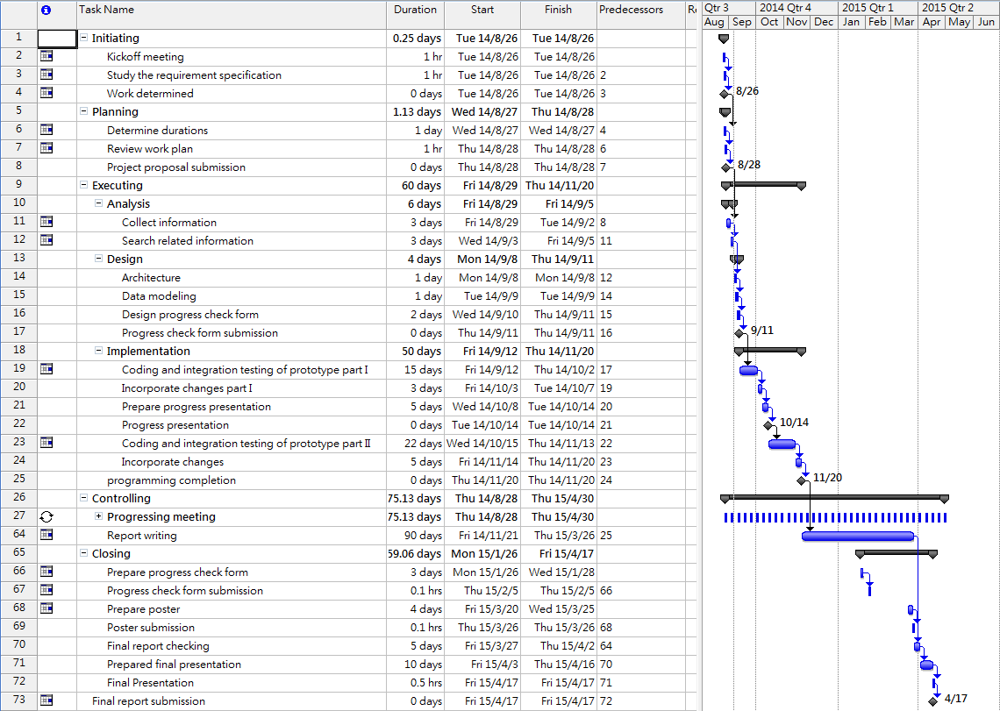 Task Name Duration Start Finish Predecessors Re Qtr 3 2014 Qtr 4 2015 Qtr 1 2015 Qtr 2
Aug Sep Oct Nov Dec Jan Feb Mar Apr May Jun
1 Initiating 0.25 days Tue 14/8/26 Tue 14/8/26
2 Kickoff meeting 1 hr Tue 14/8/26 Tue 14/8/26
3 Study the requirement specification 1 hr Tue 14/8/26 Tue 14/8/26 2
4 Work determined 0 days Tue 14/8/26 Tue 14/8/26 3 8/26
5 Planning 1.13 days Wed 14/8/27 Thu 14/8/28
6 Determine durations 1 day Wed 14/8/27 Wed 14/8/27 4
7 Review work plan 1 hr Thu 14/8/28 Thu 14/8/28 6
8 Project proposal submission 0 days Thu 14/8/28 Thu 14/8/28 7 8/28
9 Executing 60 days Fri 14/8/29 Thu 14/11/20
10 Analysis 6 days Fri 14/8/29 Fri 14/9/5
11 Collect information 3 days Fri 14/8/29 Tue 14/9/2 8
12 Search related information 3 days Wed 14/9/3 Fri 14/9/5 11
13 Design 4 days Mon 14/9/8 Thu 14/9/11
14 Architecture 1 day Mon 14/9/8 Mon 14/9/8 12
15 Data modeling 1 day Tue 14/9/9 Tue 14/9/9 14
16 Design progress check form 2 days Wed 14/9/10 Thu 14/9/11 15
17 Progress check form submission 0 days Thu 14/9/11 Thu 14/9/11 16 9/11
18 Implementation 50 days Fri 14/9/12 Thu 14/11/20
19 Coding and integration testing of prototype part I 15 days Fri 14/9/12 Thu 14/10/2 17
20 Incorporate changes part I 3 days Fri 14/10/3 Tue 14/10/7 19
21 Prepare progress presentation 5 days Wed 14/10/8 Tue 14/10/14 20
22 Progress presentation 0 days Tue 14/10/14 Tue 14/10/14 21 10/14
23 Coding and integration testing of prototype part II 22 days Wed 14/10/15 Thu 14/11/13 22
24 Incorporate changes 5 days Fri 14/11/14 Thu 14/11/20 23
25 programming completion 0 days Thu 14/11/20 Thu 14/11/20 24 11/20
26 Controlling 75.13 days Thu 14/8/28 Thu 15/4/30
27 Progressing meeting 75.13 days Thu 14/8/28 Thu 15/4/30
64 Report writing 90 days Fri 14/11/21 Thu 15/3/26 25
65 Closing 59.06 days Mon 15/1/26 Fri 15/4/17
66 Prepare progress check form 3 days Mon 15/1/26 Wed 15/1/28
67 Progress check form submission 0.1 hrs Thu 15/2/5 Thu 15/2/5 66
68 Prepare poster 4 days Fri 15/3/20 Wed 15/3/25
69 Poster submission 0.1 hrs Thu 15/3/26 Thu 15/3/26 68
70 Final report checking 5 days Fri 15/3/27 Thu 15/4/2 64
71 Prepared final presentation 10 days Fri 15/4/3 Thu 15/4/16 70
72 Final Presentation 0.5 hrs Fri 15/4/17 Fri 15/4/17 71
73 Final report submission 0 days Fri 15/4/17 Fri 15/4/17 72 4/17